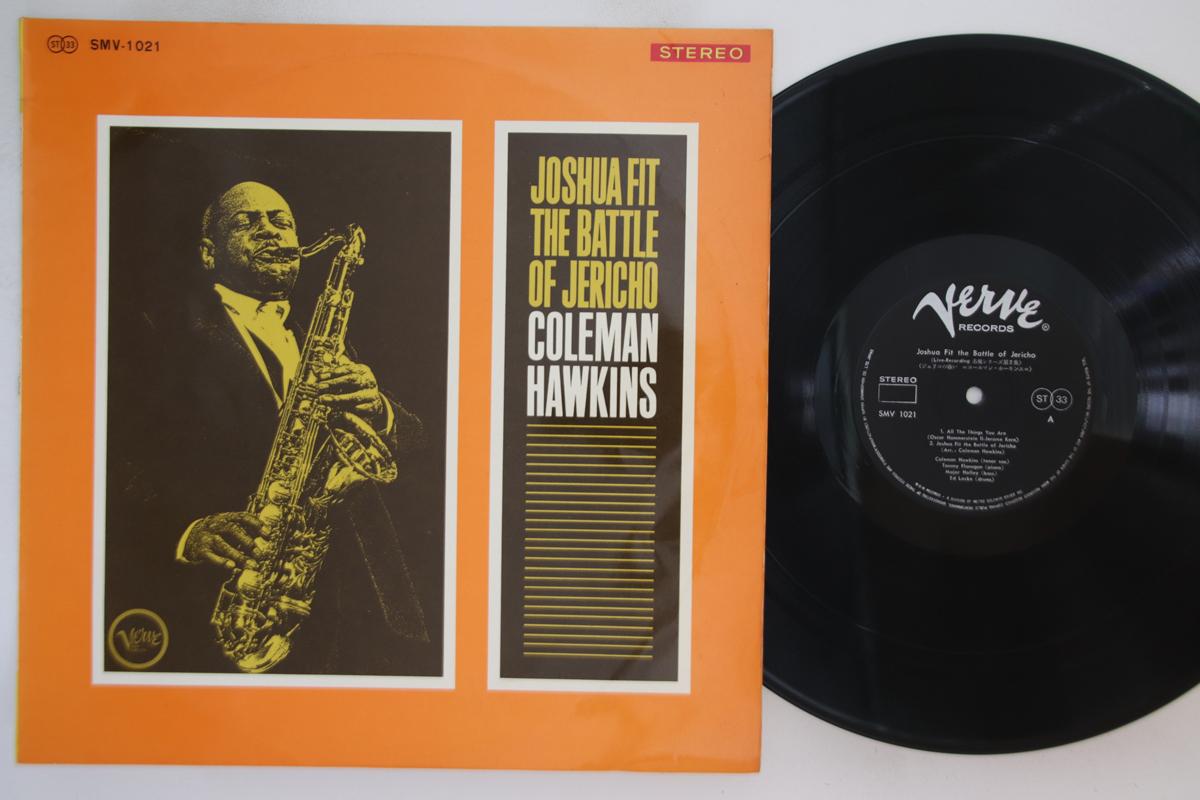 ST 33 SMV-1021
STEREO
JOSHUA FIT
THE BATTLE
OF JERICHO
COLEMAN
HAWKINS
Verve
Verve
RECORDS ®
Joshua Fit the Battle of Jericho
STEREO
SMV 1021
ST 33
A
1. All The Things You Are
(Oscar Hammerstein II-Jerome Kern)
2. Joshua Fit the Battle of Jericho
(Arr.: Coleman Hawkins)
Coleman Hawkins (tenor sax)
Tommy Flanagan (piano)
Major Holley (bass)
Ed Locke (drums)